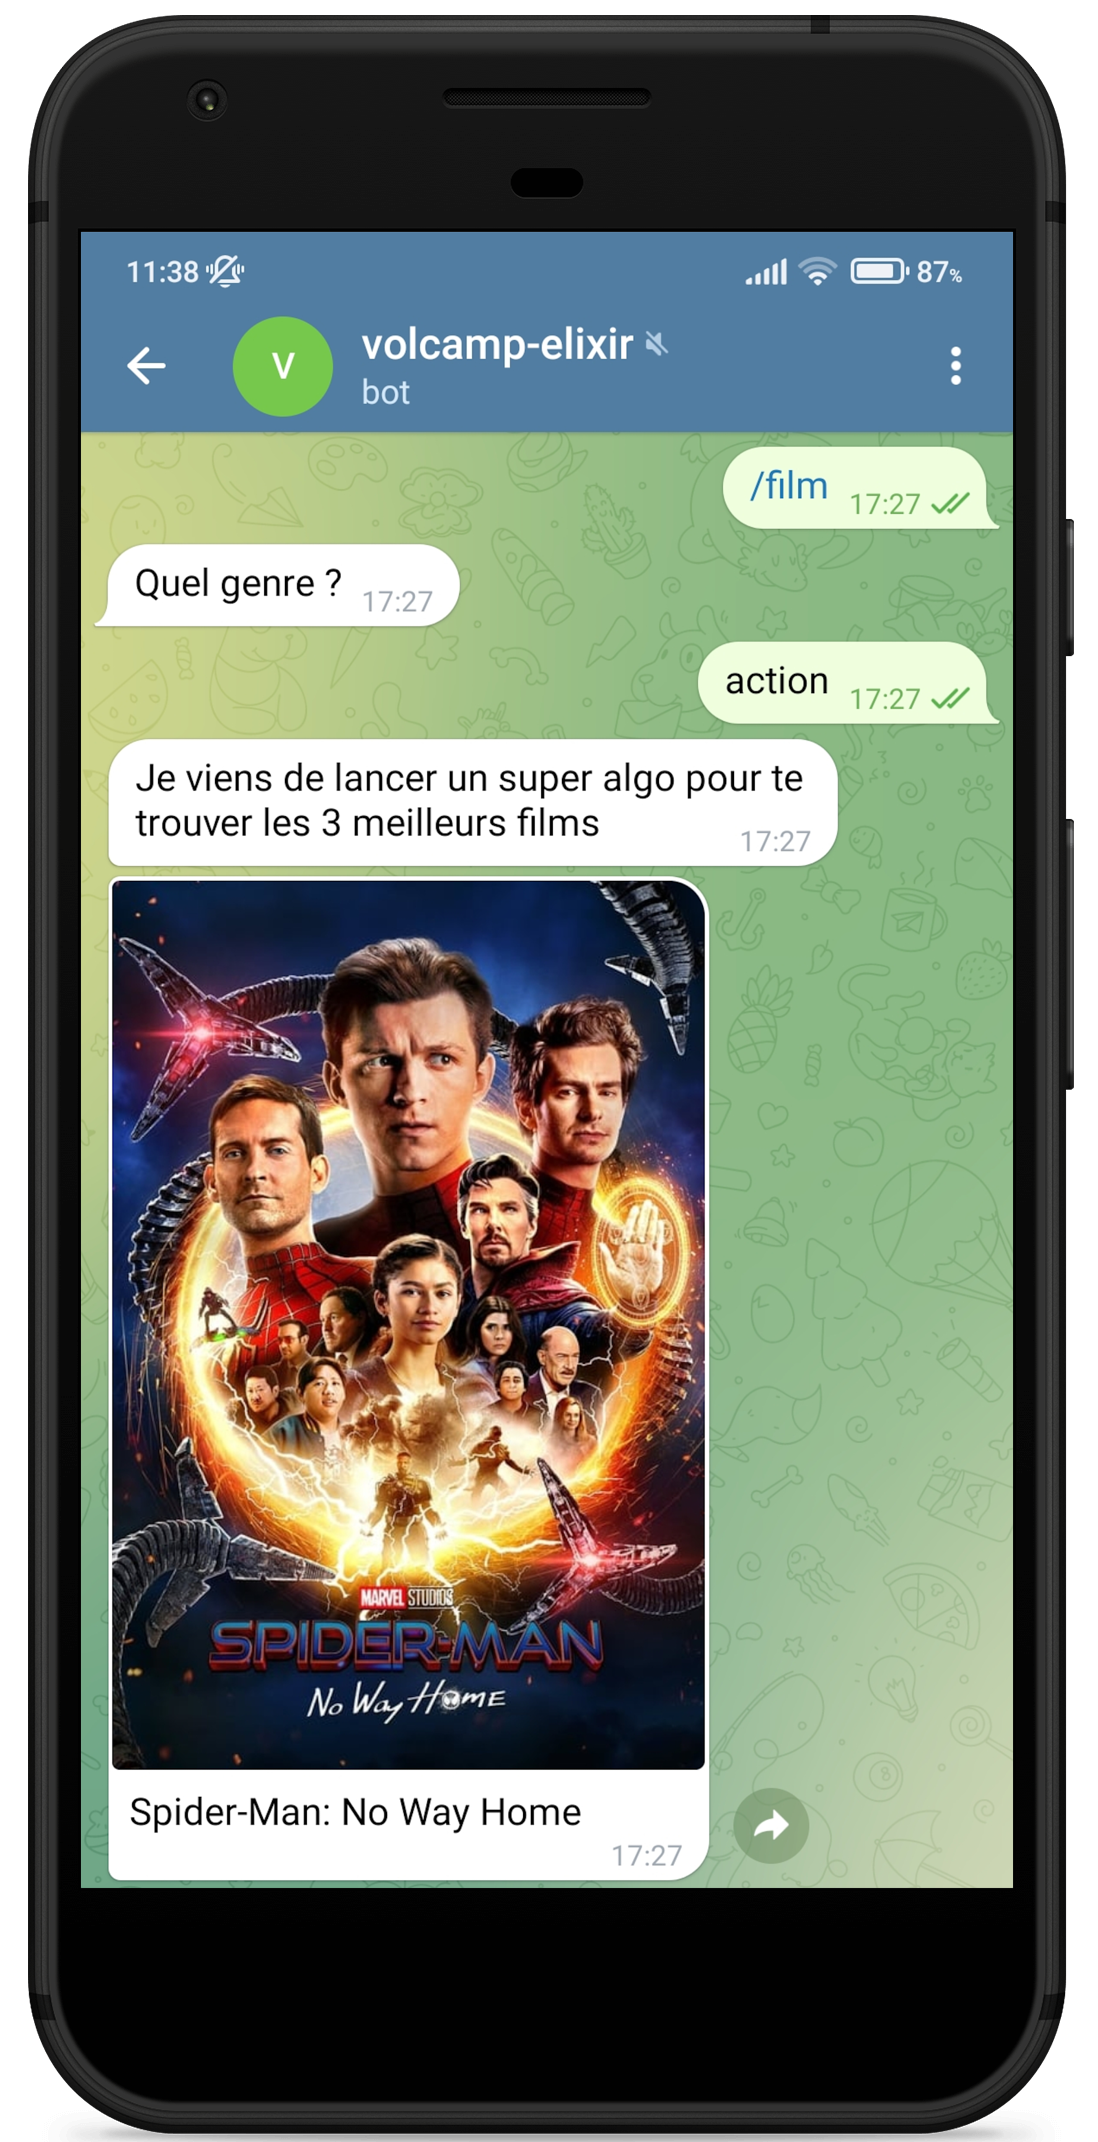 11:38 87%
V
volcamp-elixir
bot
/film 17:27
Quel genre ? 17:27
action 17:27
Je viens de lancer un super algo pour te
trouver les 3 meilleurs films
17:27
MARVEL STUDIOS
SPIDER-MAN
No Way Home
Spider-Man: No Way Home
17:27